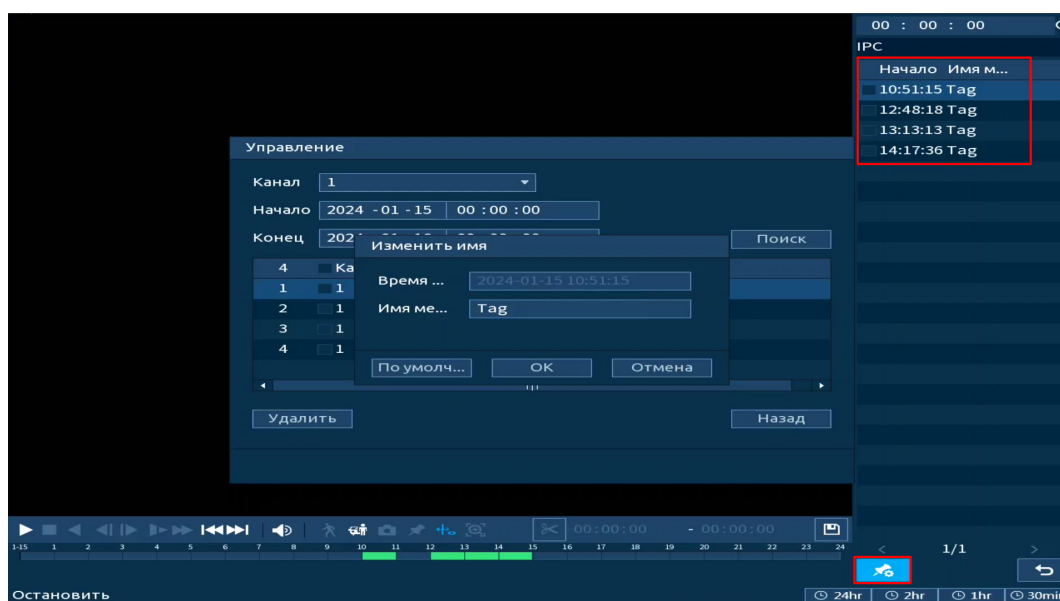 00 : 00 : 00
IPC
Начало Имя м...
10:51:15 Tag
12:48:18 Tag
13:13:13 Tag
14:17:36 Tag
Управление
Канал 1
Начало 2024 - 01 - 15 00 : 00 : 00
Конец 202
Поиск
Изменить имя
4 Ка
Время ... 2024-01-15 10:51:15
1 1
2 1
Имя ме... Tag
3 1
4 1
По умолч... OK Отмена
Удалить Назад
00:00:00 - 00:00:00
1-15 1 2 3 4 5 6 7 8 9 10 11 12 13 14 15 16 17 18 19 20 21 22 23 24
< 1/1 >
Остановить
24hr 2hr 1hr 30mi